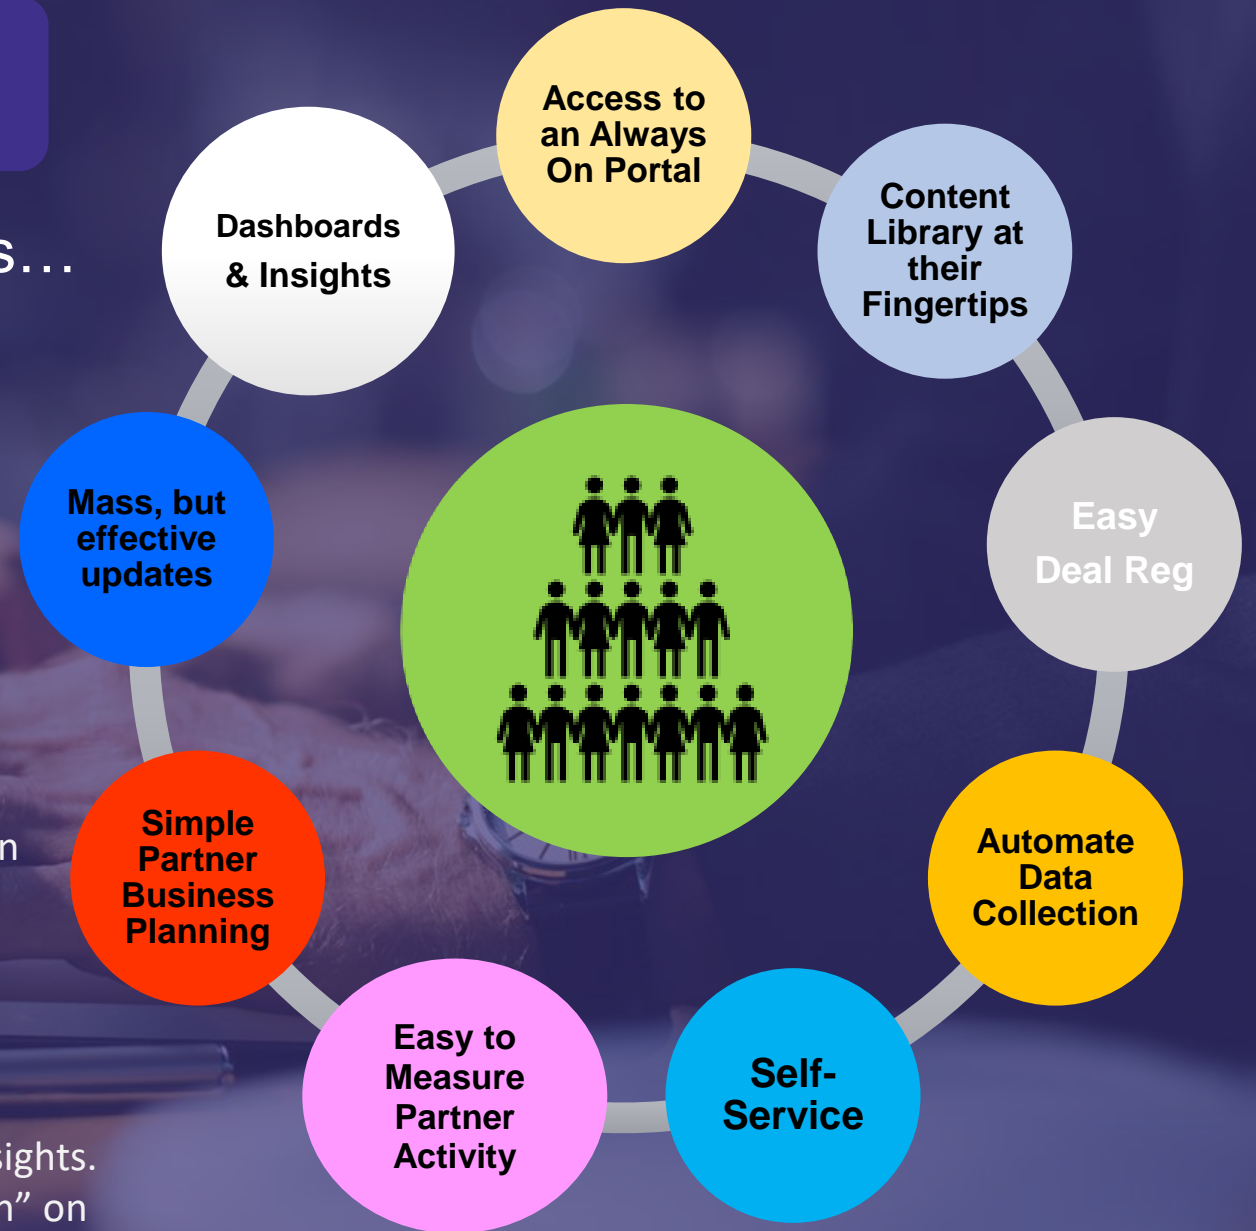 s…
Access to
an Always
On Portal
Content
Library at
their
Fingertips
Easy
Deal Reg
Automate
Data
Collection
Self-
Service
Easy to
Measure
Partner
Activity
Simple
Partner
Business
Planning
Mass, but
effective
updates
Dashboards
& Insights
n
sights.
n” on